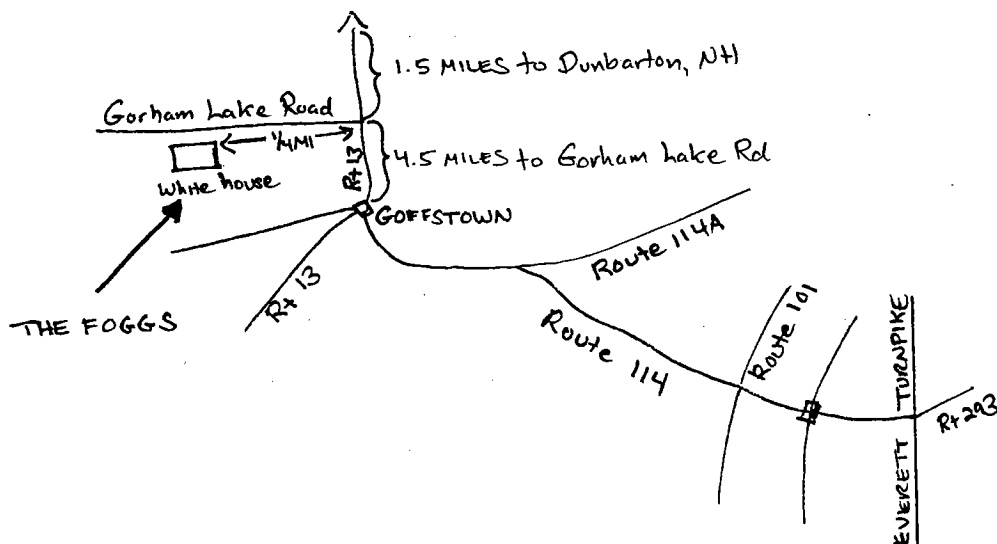 1.5 MILES to Dunbarton, NH
Gorham Lake Road
1/4 MI
4.5 MILES to Gorham Lake Rd
Rt 13
White house
GOFFSTOWN
Route 114A
Rt 13
THE FOGGS
Route 114
Route 101
EVERETT TURNPIKE
Rt 293